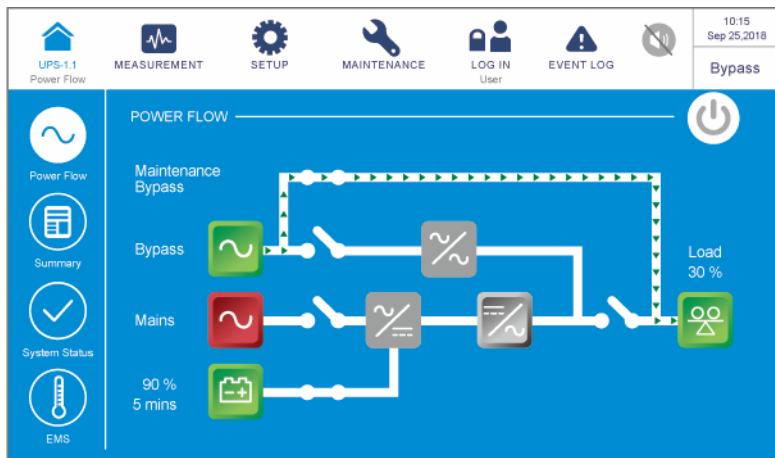 10:15
Sep 25,2018
UPS-1.1
Power Flow
MEASUREMENT
SETUP
MAINTENANCE
LOG IN
User
EVENT LOG
Bypass
POWER FLOW
Power Flow
Maintenance
Bypass
Bypass
Summary
Load
30 %
Mains
System Status
90 %
5 mins
EMS